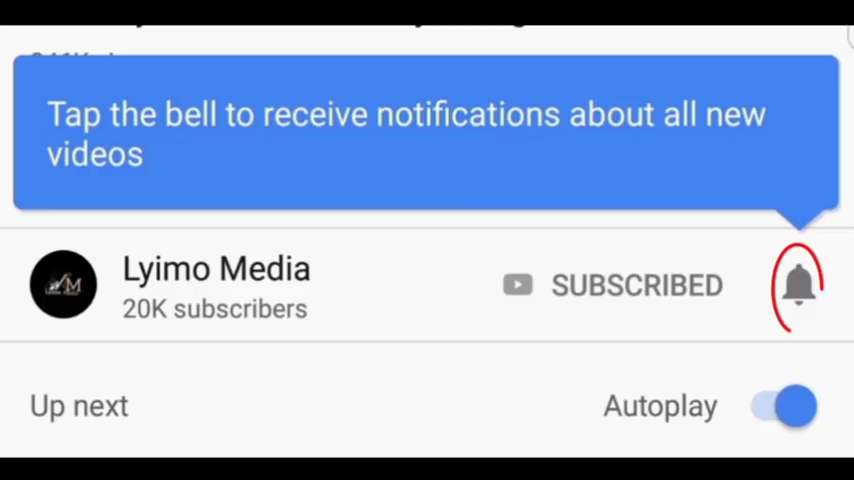 Tap the bell to receive notifications about all new
videos
Lyimo Media
SUBSCRIBED
20K subscribers
Up next
Autoplay